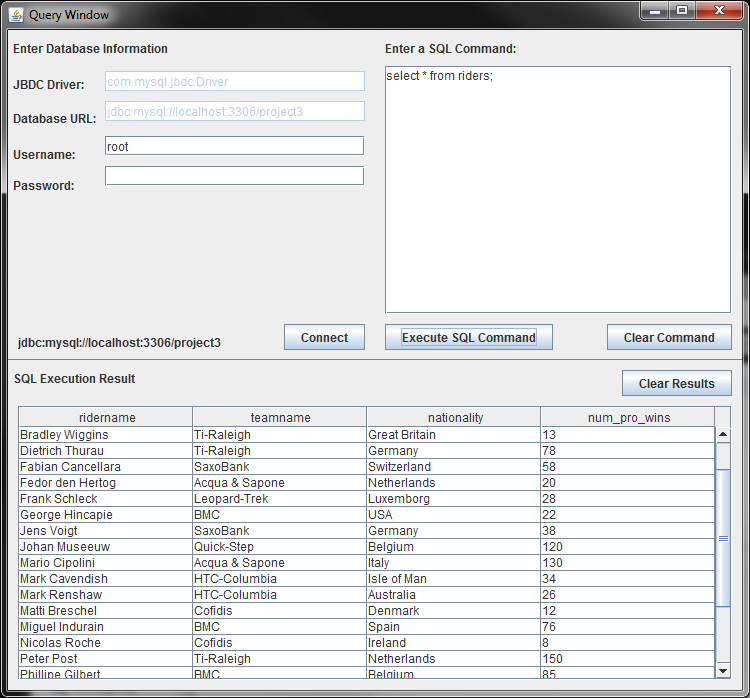 Query Window
Enter Database Information
Enter a SQL Command:
JBDC Driver: com.mysql.jbdc.Driver
select * from riders;
Database URL: jdbc:mysql://localhost:3306/project3
Username: root
Password:
jdbc:mysql://localhost:3306/project3 Connect Execute SQL Command Clear Command
SQL Execution Result
Clear Results
ridername teamname nationality num_pro_wins
Bradley Wiggins Ti-Raleigh Great Britain 13
Dietrich Thurau Ti-Raleigh Germany 78
Fabian Cancellara SaxoBank Switzerland 58
Fedor den Hertog Acqua & Sapone Netherlands 20
Frank Schleck Leopard-Trek Luxemborg 28
George Hincapie BMC USA 22
Jens Voigt SaxoBank Germany 38
Johan Museeuw Quick-Step Belgium 120
Mario Cipolini Acqua & Sapone Italy 130
Mark Cavendish HTC-Columbia Isle of Man 34
Mark Renshaw HTC-Columbia Australia 26
Matti Breschel Cofidis Denmark 12
Miguel Indurain BMC Spain 76
Nicolas Roche Cofidis Ireland 8
Peter Post Ti-Raleigh Netherlands 150
Phillipe Gilbert BMC Belgium 85